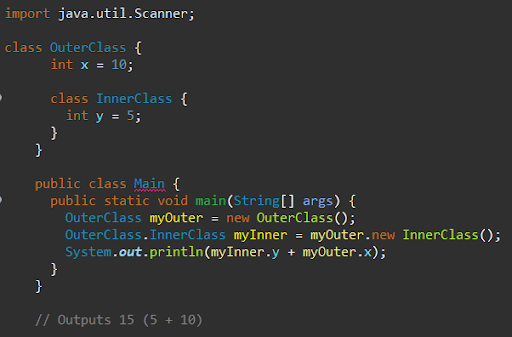 import java.util.Scanner;
class OuterClass {
int x = 10;
class InnerClass {
int y = 5;
}
}
public class Main {
public static void main(String[] args) {
OuterClass myOuter = new OuterClass();
OuterClass.InnerClass myInner = myOuter.new InnerClass();
System.out.println(myInner.y + myOuter.x);
}
}
// Outputs 15 (5 + 10)